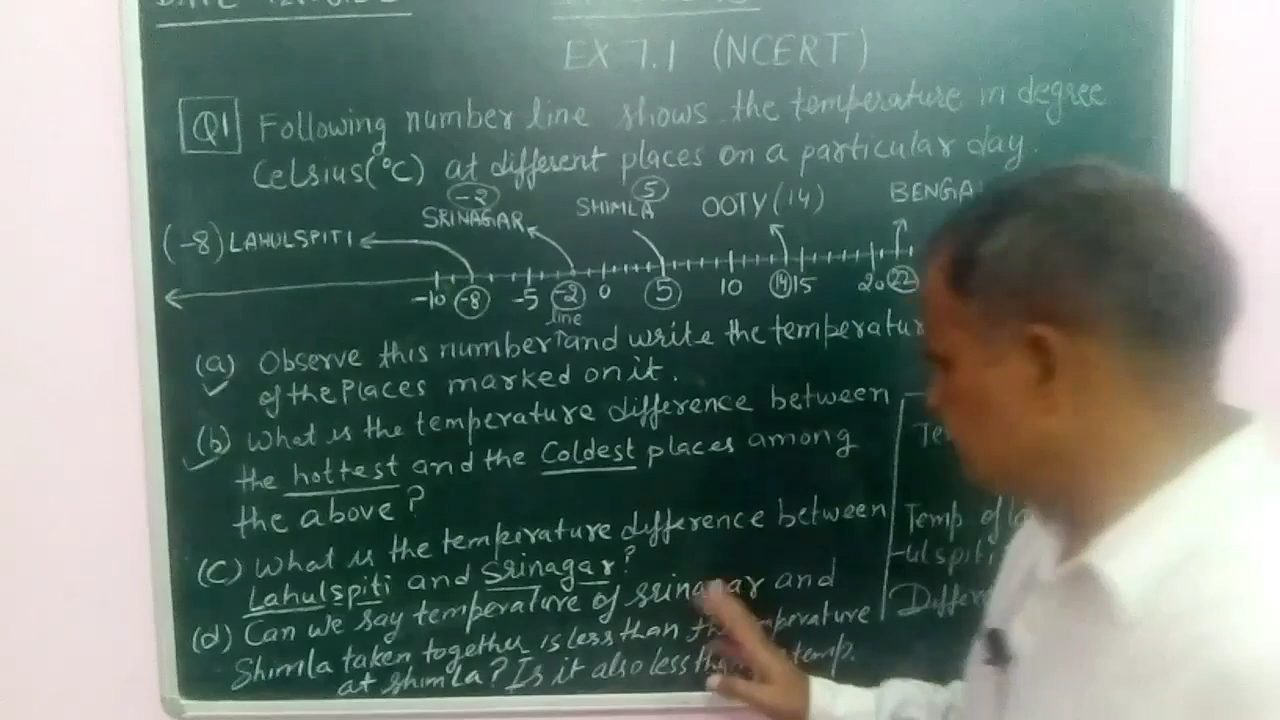 EX 7.1 (NCERT)
Q1 Following number line shows the temperature in degree
Celsius(°C) at different places on a particular day.
-2 5
SRINAGAR SHIMLA OOTY (14)
(-8) LAHULSPITI
-10 -8 -5 -2 0 5 10 14 15 20 22
line
(a) Observe this number and write the
of the Places marked on it.
(b) What is the temperature difference between
the hottest and the Coldest places among
the above?
(c) What is the temperature difference between
Lahulspiti and Srinagar?
(d) Can we say temperature of srinagar and
Shimla taken together is less than the temperature
at shimla? Is it also less temp.
Temp. of
-ulspiti